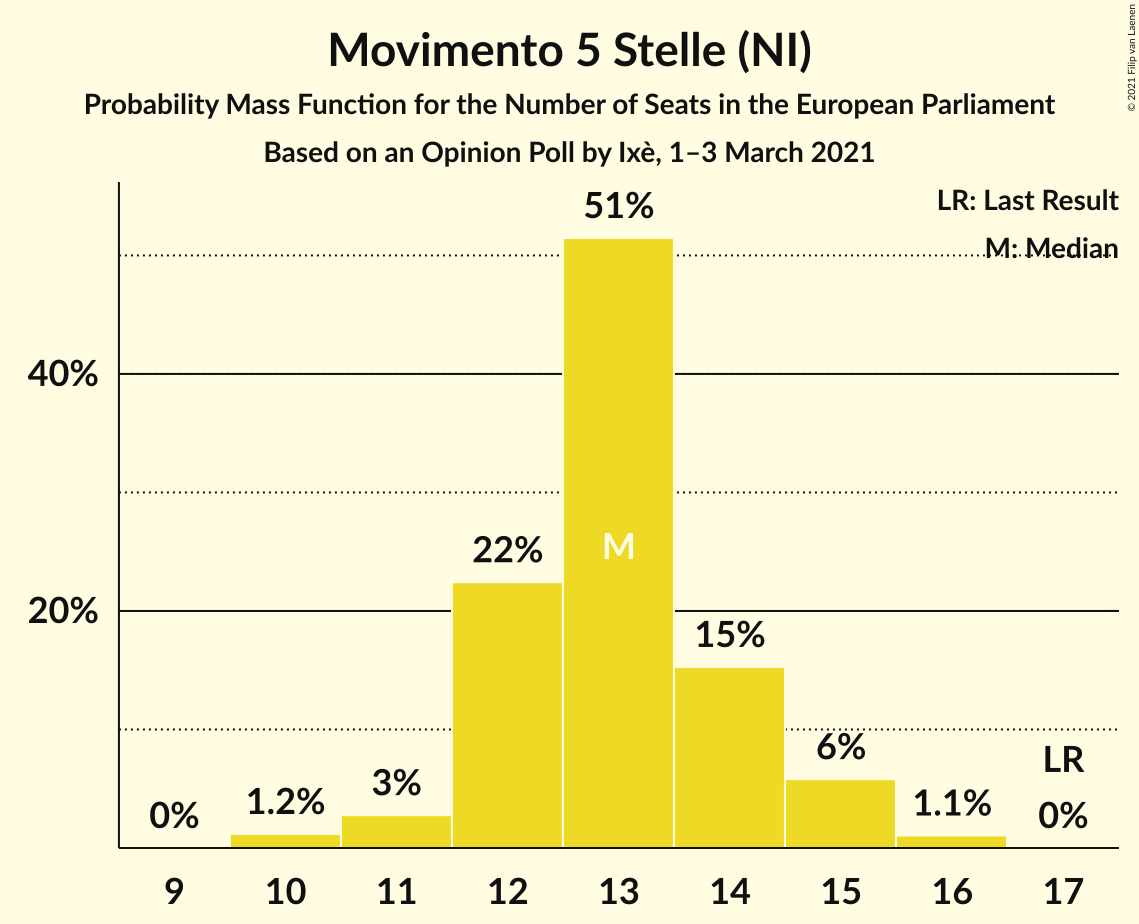 Movimento 5 Stelle (NI)
Probability Mass Function for the Number of Seats in the European Parliament
Based on an Opinion Poll by Ixè, 1–3 March 2021
© 2021 Filip van Laenen
LR: Last Result
M: Median
40%
20%
0%
1.2%
3%
22%
51%
M
15%
6%
1.1%
LR
0%
9 10 11 12 13 14 15 16 17